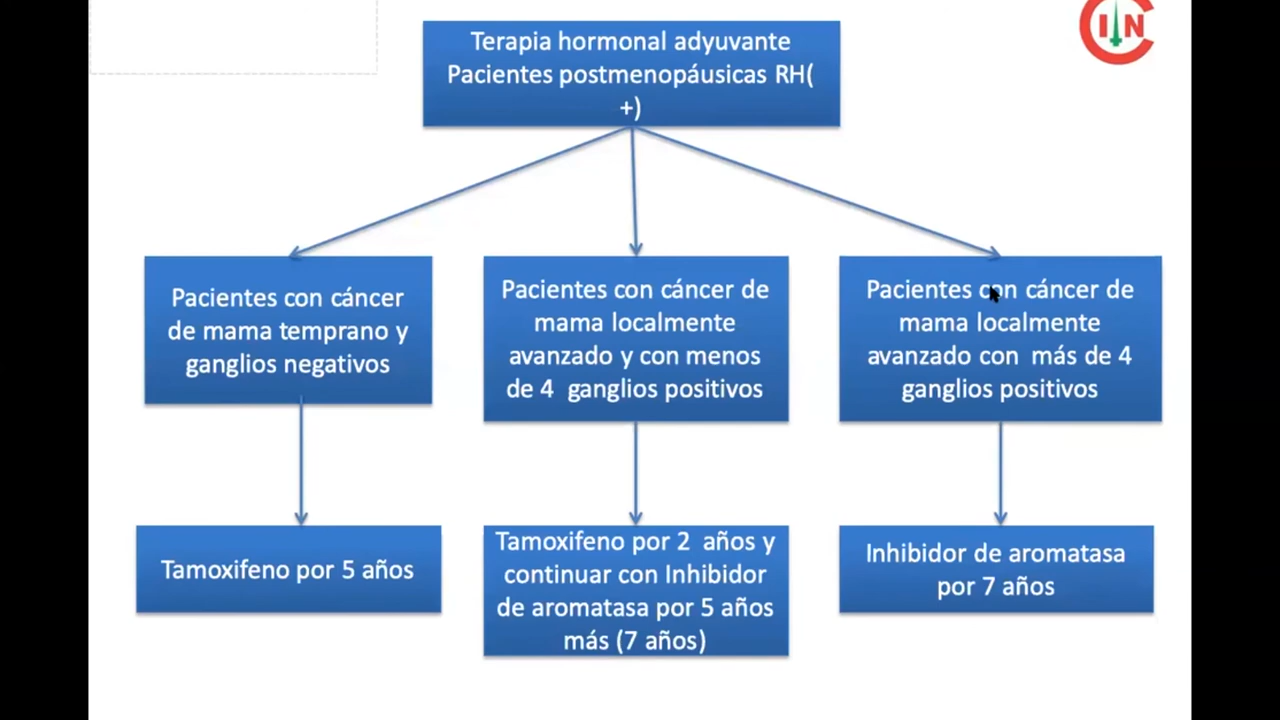 Terapia hormonal adyuvante
Pacientes postmenopáusicas RH(
+)
Pacientes con cáncer
de mama temprano y
ganglios negativos
Pacientes con cáncer de
mama localmente
avanzado y con menos
de 4 ganglios positivos
Pacientes con cáncer de
mama localmente
avanzado con más de 4
ganglios positivos
Tamoxifeno por 5 años
Tamoxifeno por 2 años y
continuar con Inhibidor
de aromatasa por 5 años
más (7 años)
Inhibidor de aromatasa
por 7 años